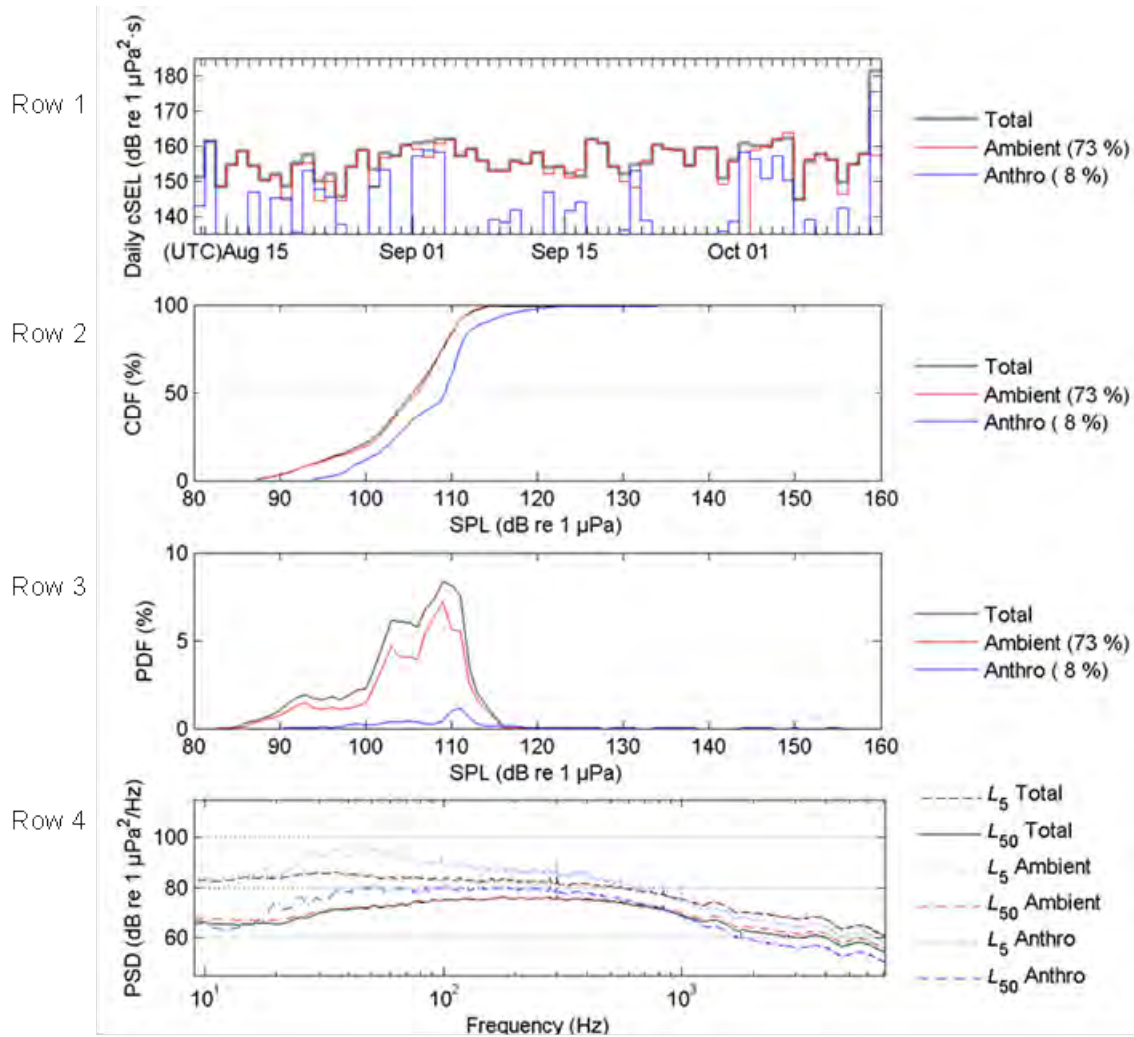 Row 1
Daily cSEL (dB re 1 µPa²·s)
180
170
160
150
140
(UTC)Aug 15
Sep 01
Sep 15
Oct 01
Total
Ambient (73 %)
Anthro ( 8 %)
Row 2
CDF (%)
100
50
0
80 90 100 110 120 130 140 150 160
SPL (dB re 1 µPa)
Total
Ambient (73 %)
Anthro ( 8 %)
Row 3
PDF (%)
10
5
0
80 90 100 110 120 130 140 150 160
SPL (dB re 1 µPa)
Total
Ambient (73 %)
Anthro ( 8 %)
Row 4
PSD (dB re 1 µPa²/Hz)
100
80
60
10¹ 10² 10³
Frequency (Hz)
L₅ Total
L₅₀ Total
L₅ Ambient
L₅₀ Ambient
L₅ Anthro
L₅₀ Anthro